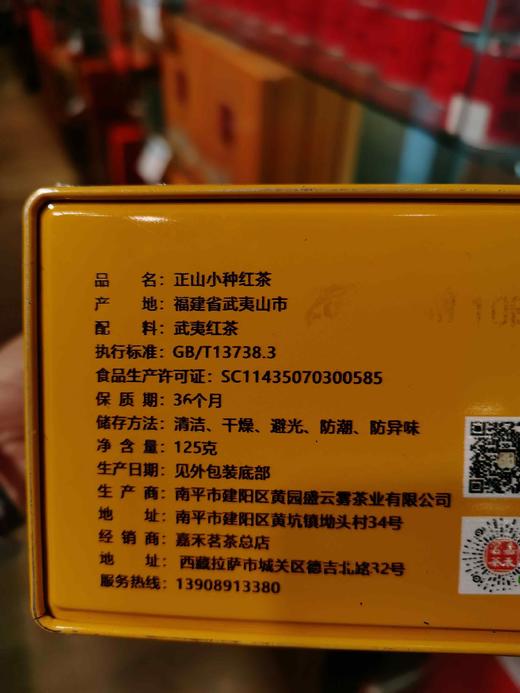 品　　名：正山小种红茶
产　　地：福建省武夷山市
配　　料：武夷红茶
执行标准：GB/T13738.3
食品生产许可证：SC11435070300585
保 质 期：36个月
储存方法：清洁、干燥、避光、防潮、防异味
净 含 量：125克
生产日期：见外包装底部
生 产 商：南平市建阳区黄园盛云雾茶业有限公司
地　　址：南平市建阳区黄坑镇坳头村34号
经 销 商：嘉禾茗茶总店
地　　址：西藏拉萨市城关区德吉北路32号
服务热线：13908913380